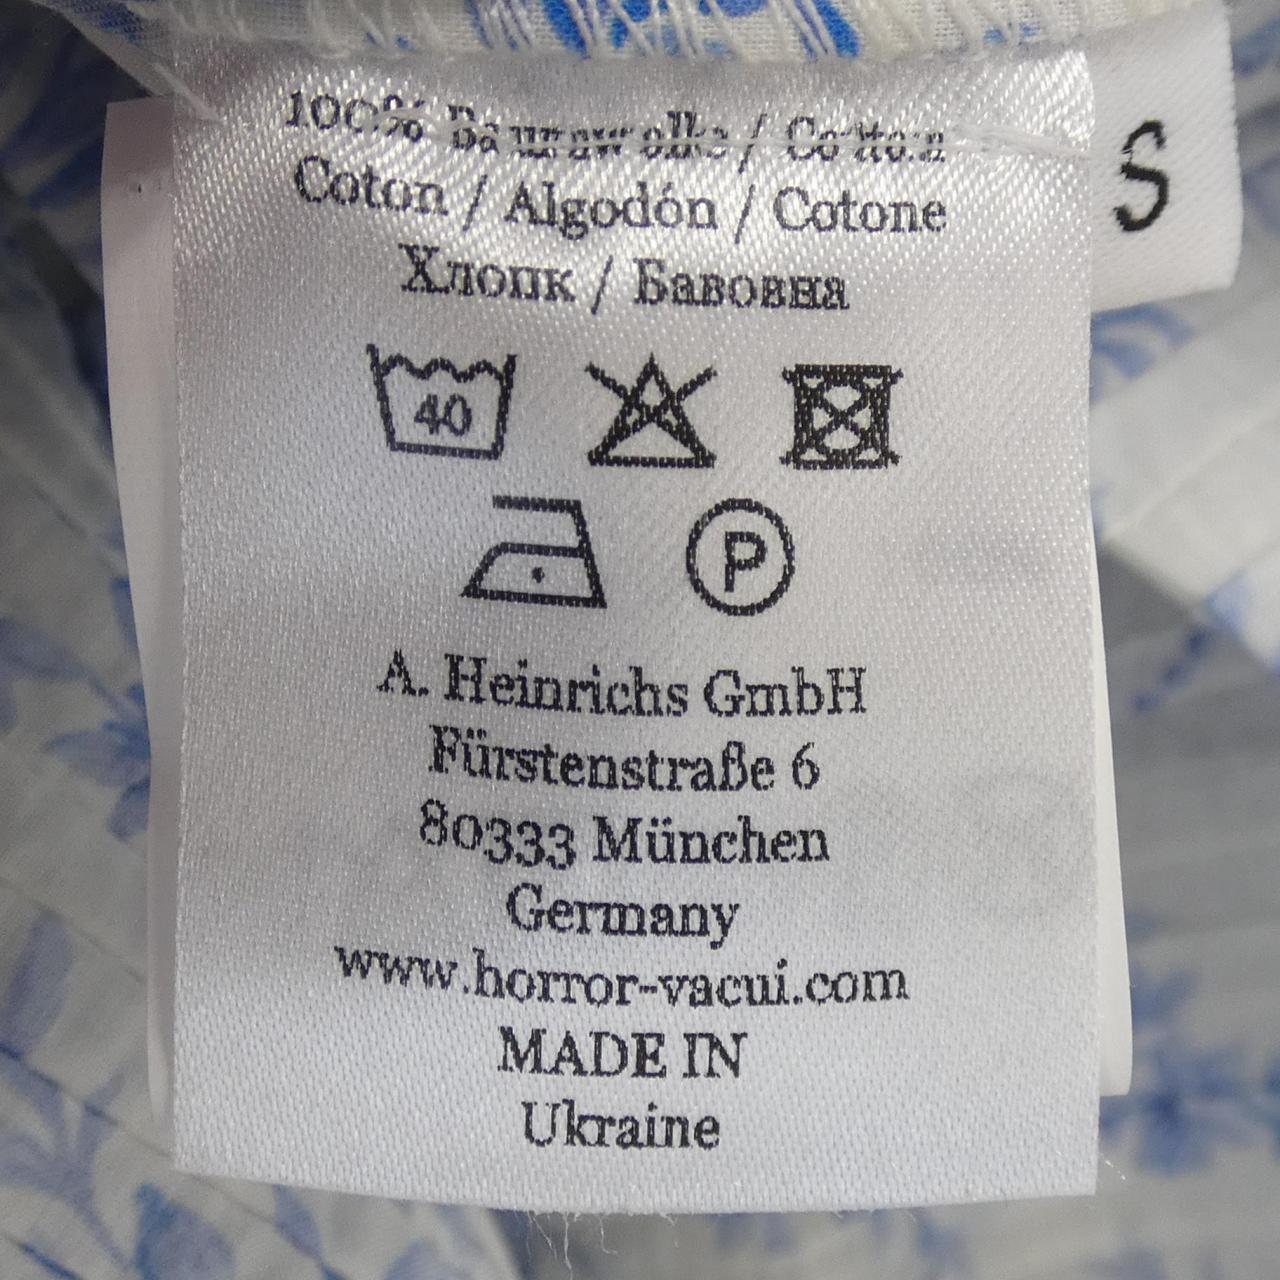 100% Baumwolle / Cotton
Coton / Algodón / Cotone
Хлопк / Бавовна
40
P
A. Heinrichs GmbH
Fürstenstraße 6
80333 München
Germany
www.horror-vacui.com
MADE IN
Ukraine
S